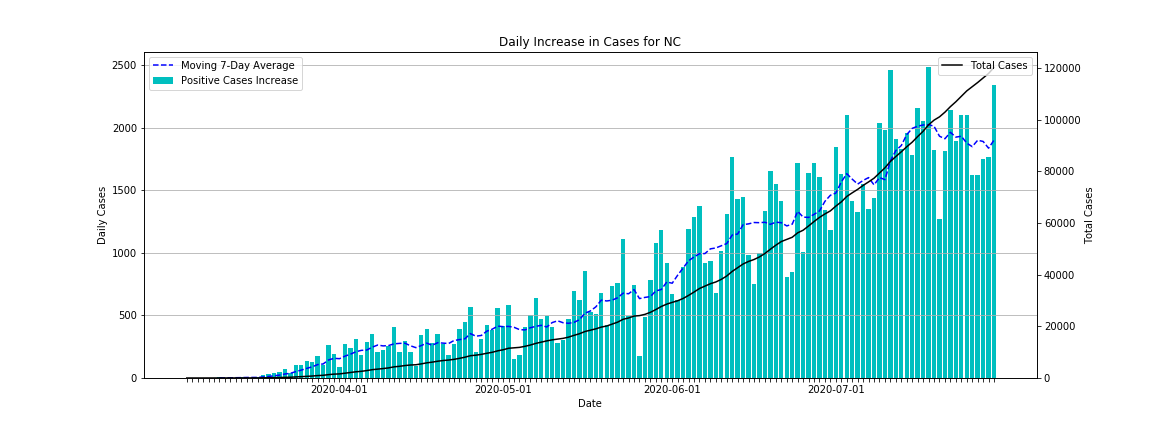 Daily Increase in Cases for NC
Moving 7-Day Average
Positive Cases Increase
Total Cases
2500
2000
1500
1000
500
0
Daily Cases
120000
100000
80000
60000
40000
20000
0
Total Cases
2020-04-01
2020-05-01
2020-06-01
2020-07-01
Date